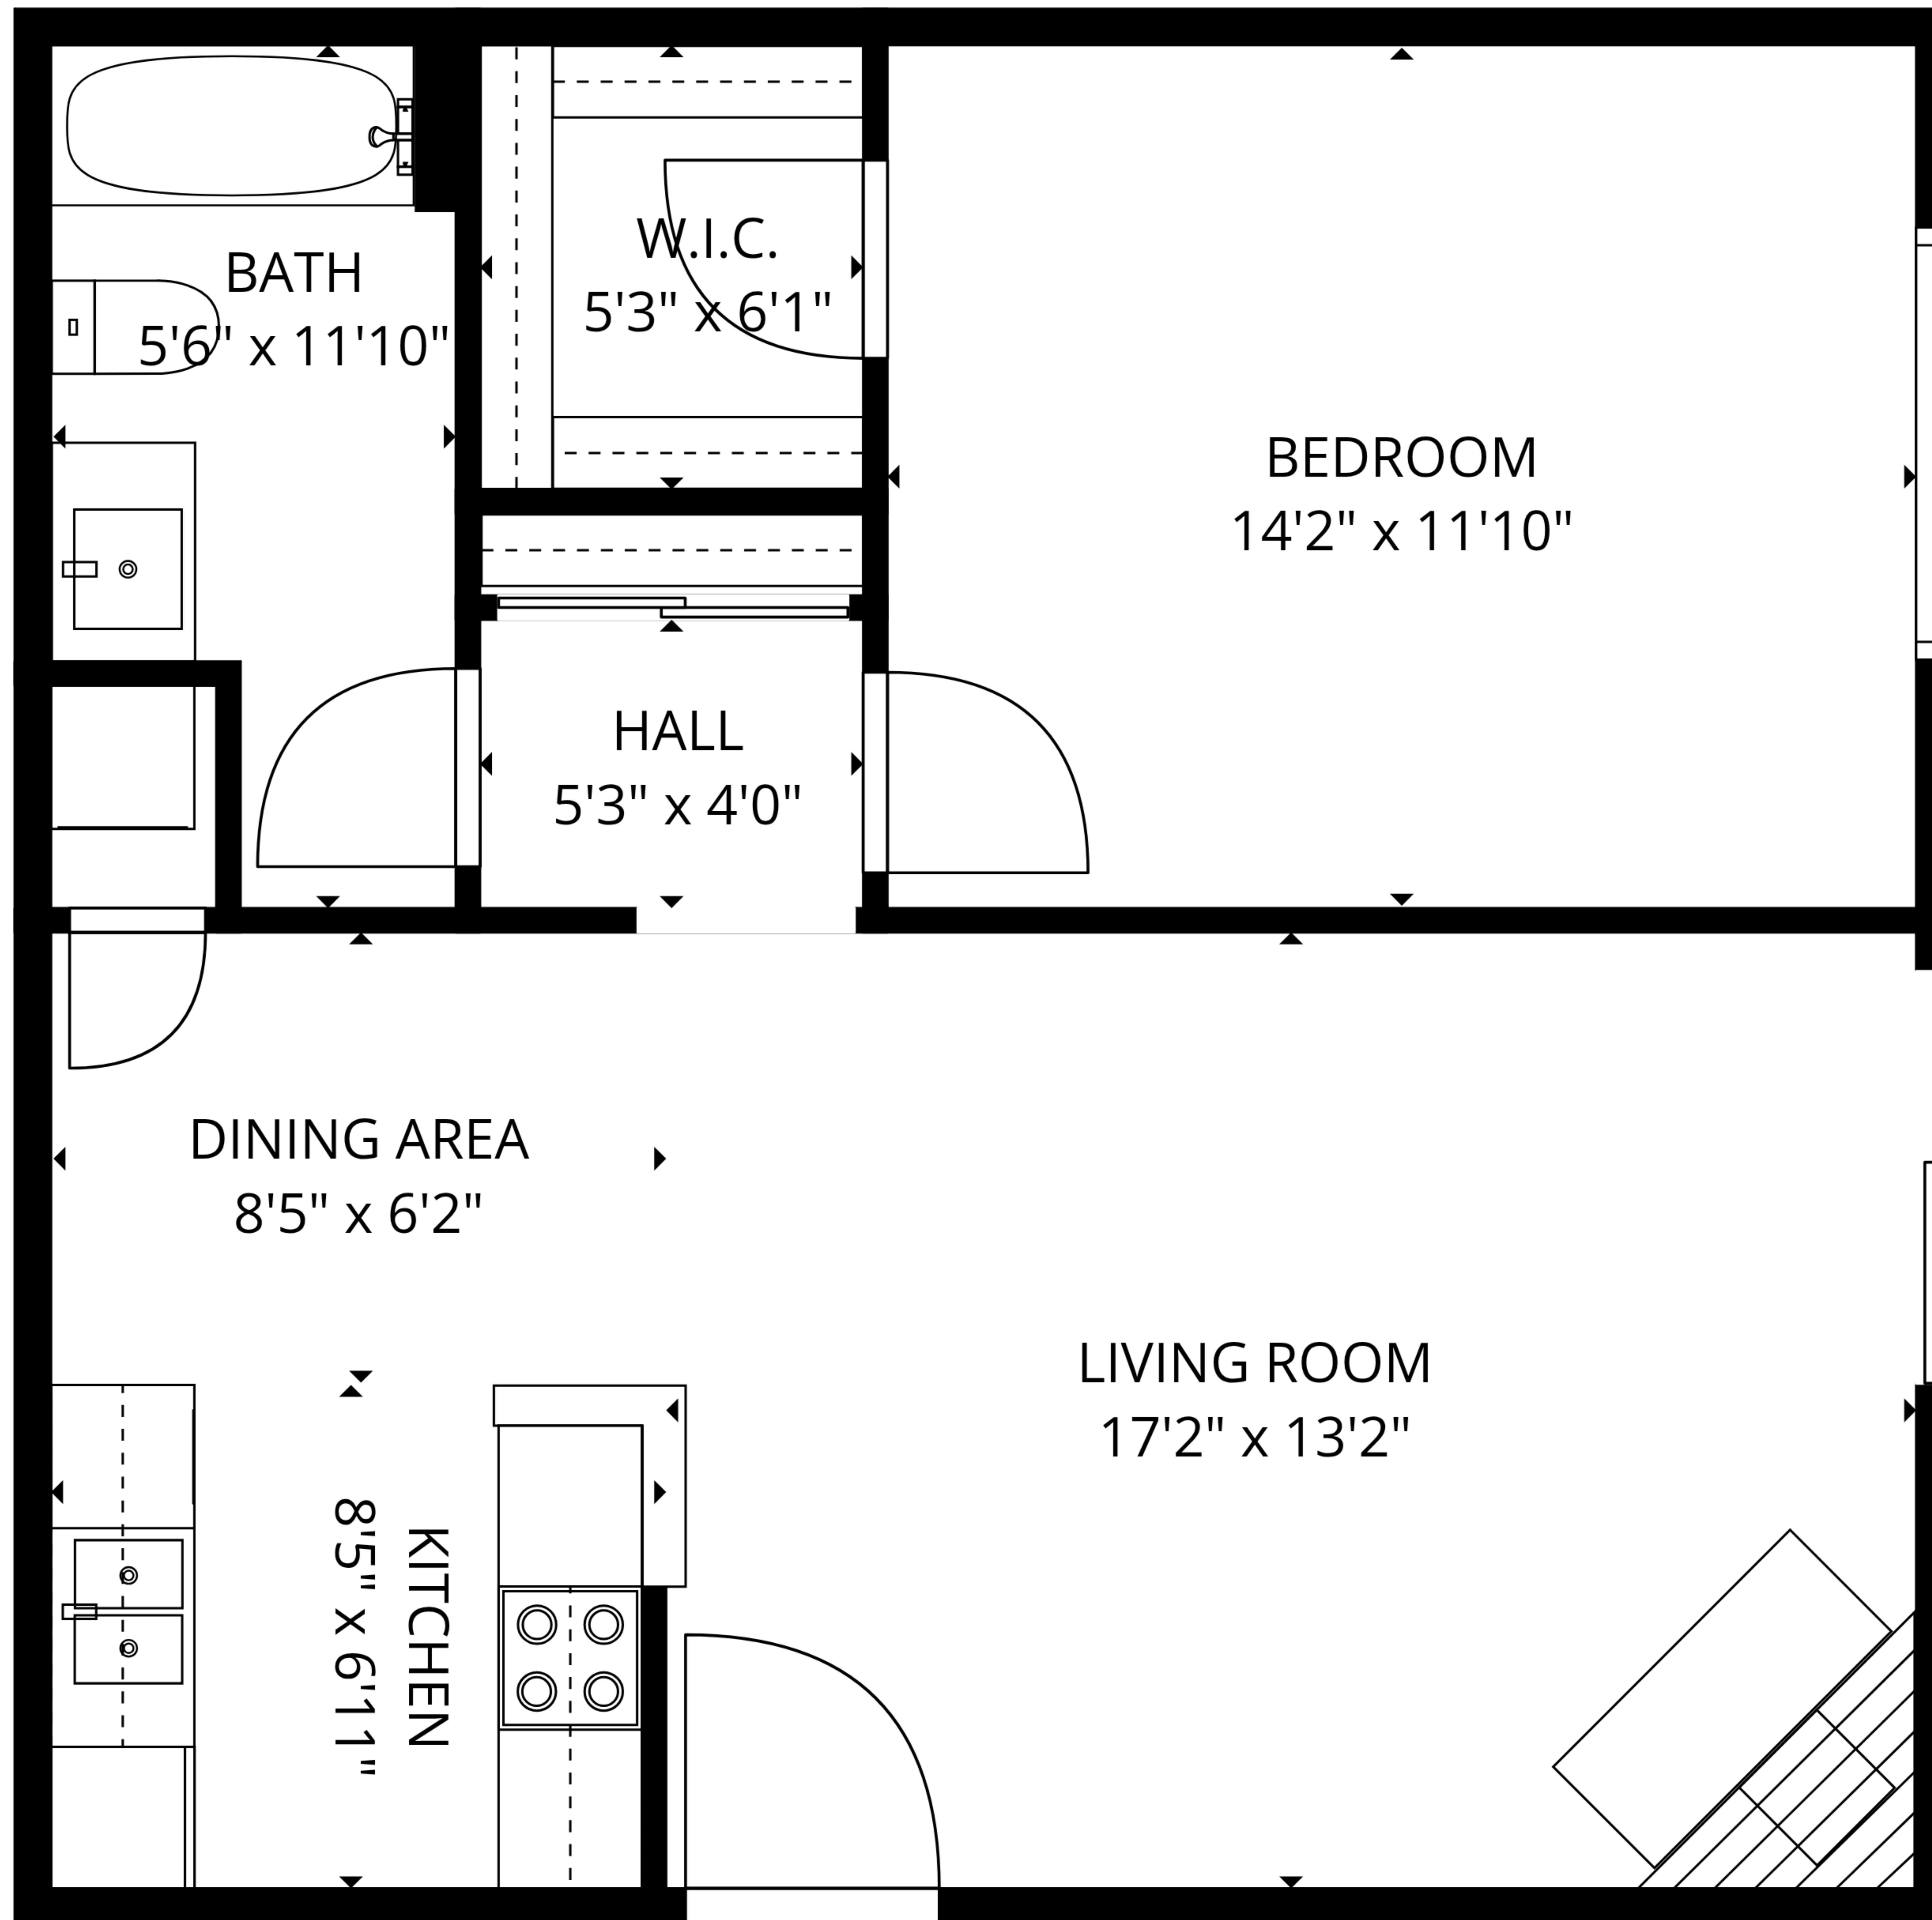 BATH
5'6" x 11'10"
W.I.C.
5'3" x 6'1"
BEDROOM
14'2" x 11'10"
HALL
5'3" x 4'0"
DINING AREA
8'5" x 6'2"
LIVING ROOM
17'2" x 13'2"
KITCHEN
8'5" x 6'11"